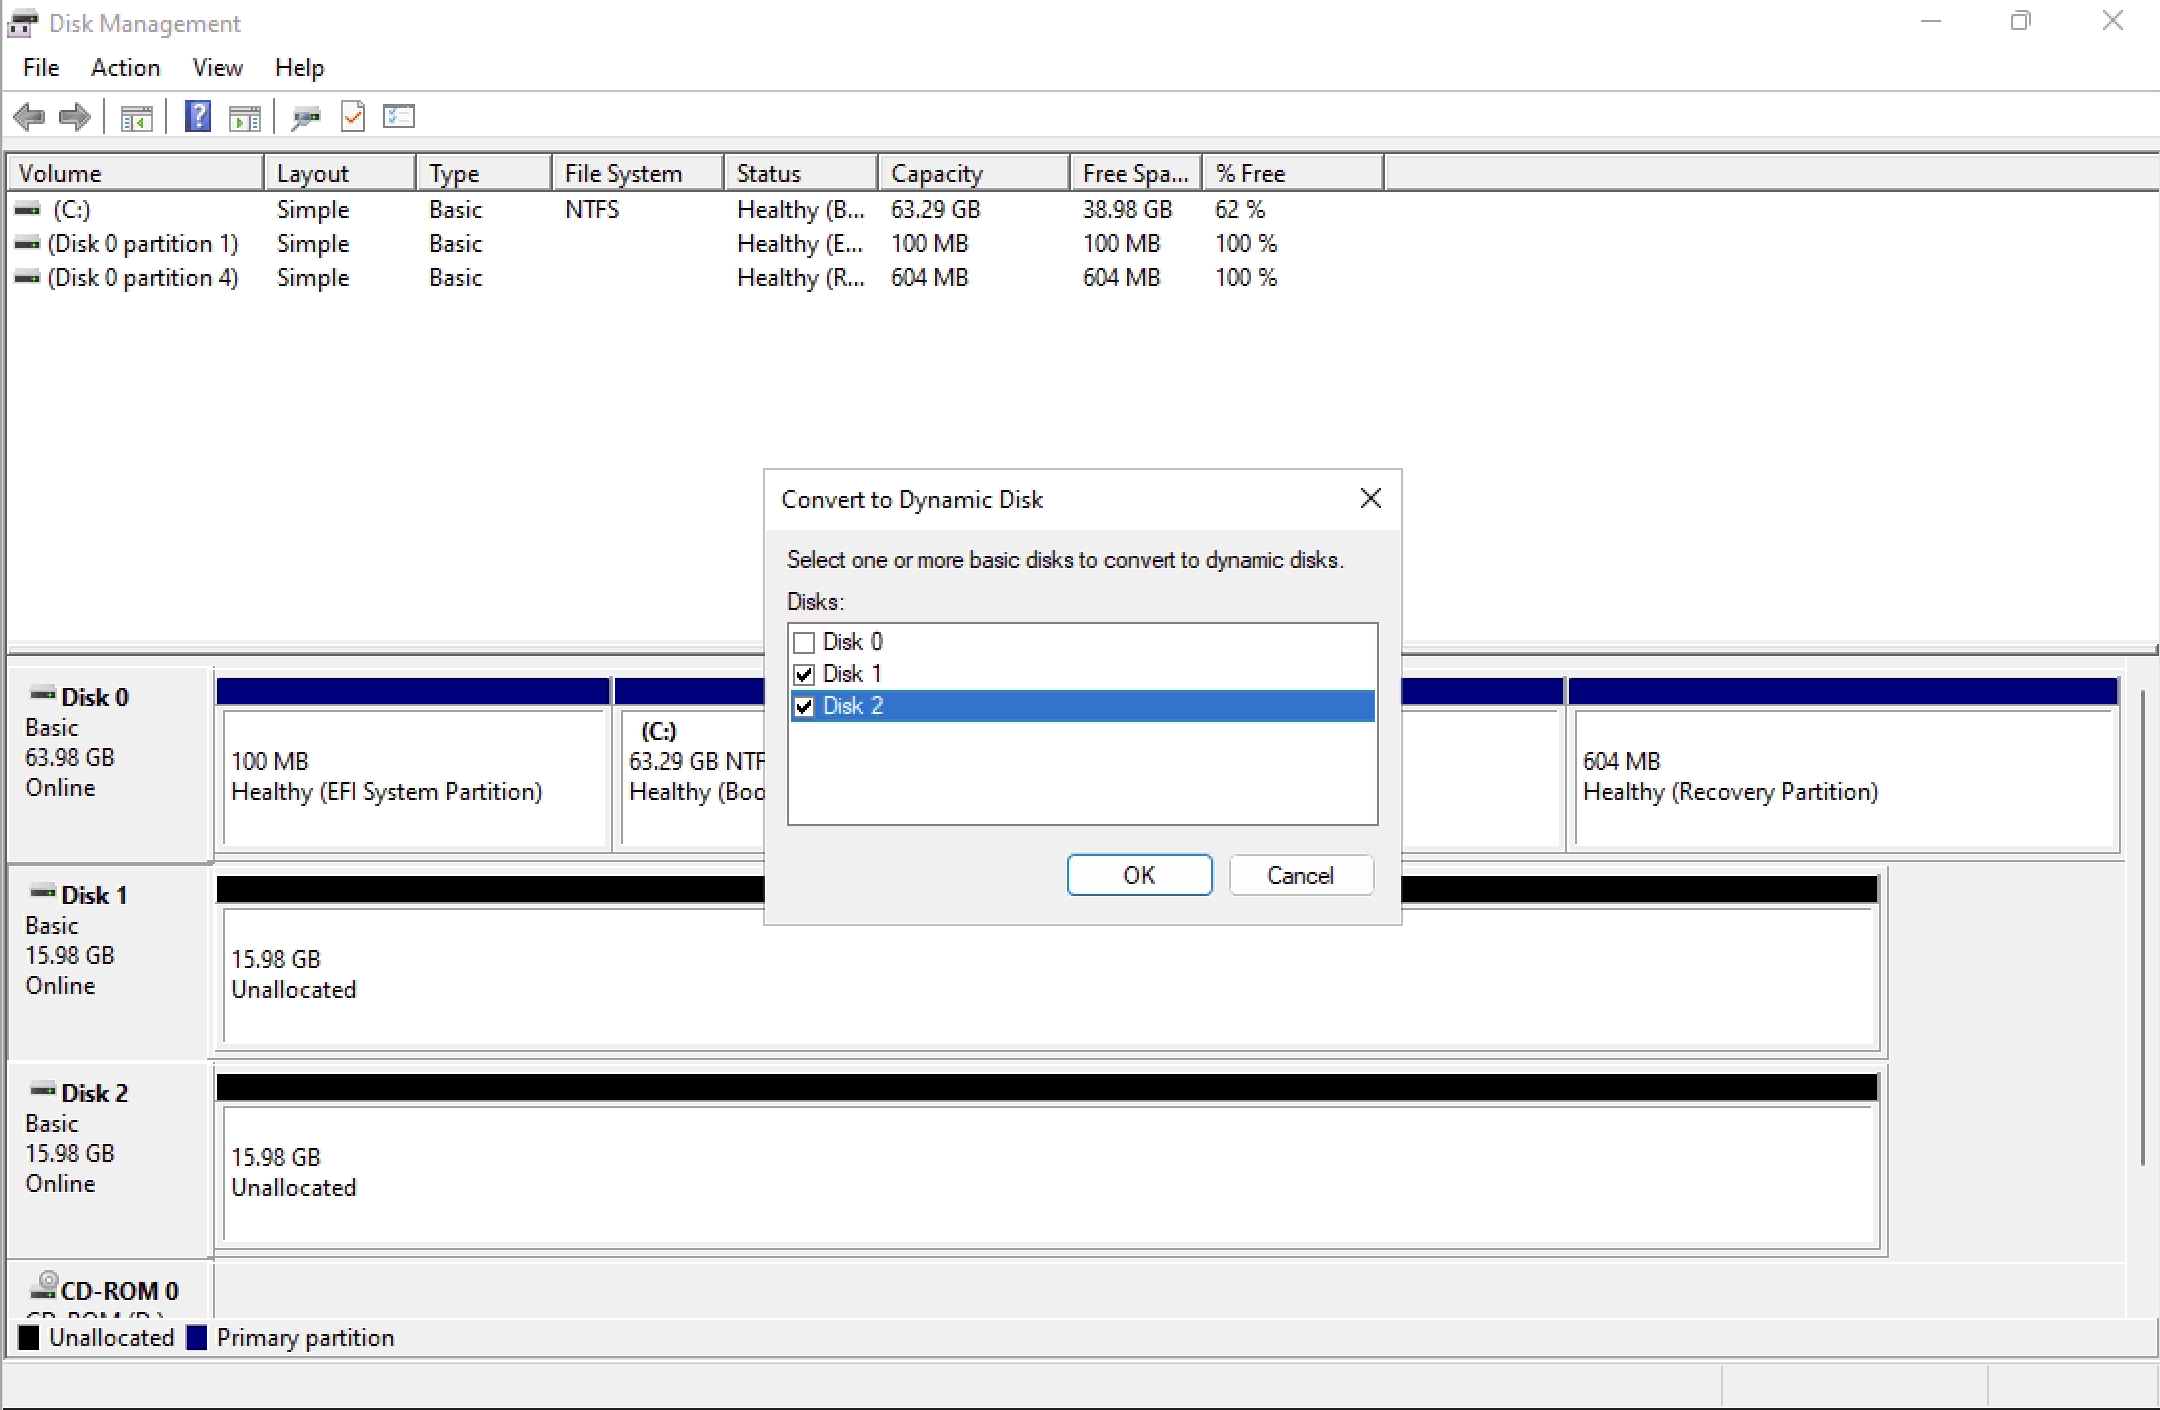 Disk Management
File Action View Help
Volume Layout Type File System Status Capacity Free Spa... % Free
(C:) Simple Basic NTFS Healthy (B... 63.29 GB 38.98 GB 62 %
(Disk 0 partition 1) Simple Basic Healthy (E... 100 MB 100 MB 100 %
(Disk 0 partition 4) Simple Basic Healthy (R... 604 MB 604 MB 100 %
Convert to Dynamic Disk
Select one or more basic disks to convert to dynamic disks.
Disks:
Disk 0
Disk 1
Disk 2
OK Cancel
Disk 0
Basic
63.98 GB
Online
100 MB
Healthy (EFI System Partition)
(C:)
63.29 GB NTF
Healthy (Boo
604 MB
Healthy (Recovery Partition)
Disk 1
Basic
15.98 GB
Online
15.98 GB
Unallocated
Disk 2
Basic
15.98 GB
Online
15.98 GB
Unallocated
CD-ROM 0
Unallocated Primary partition